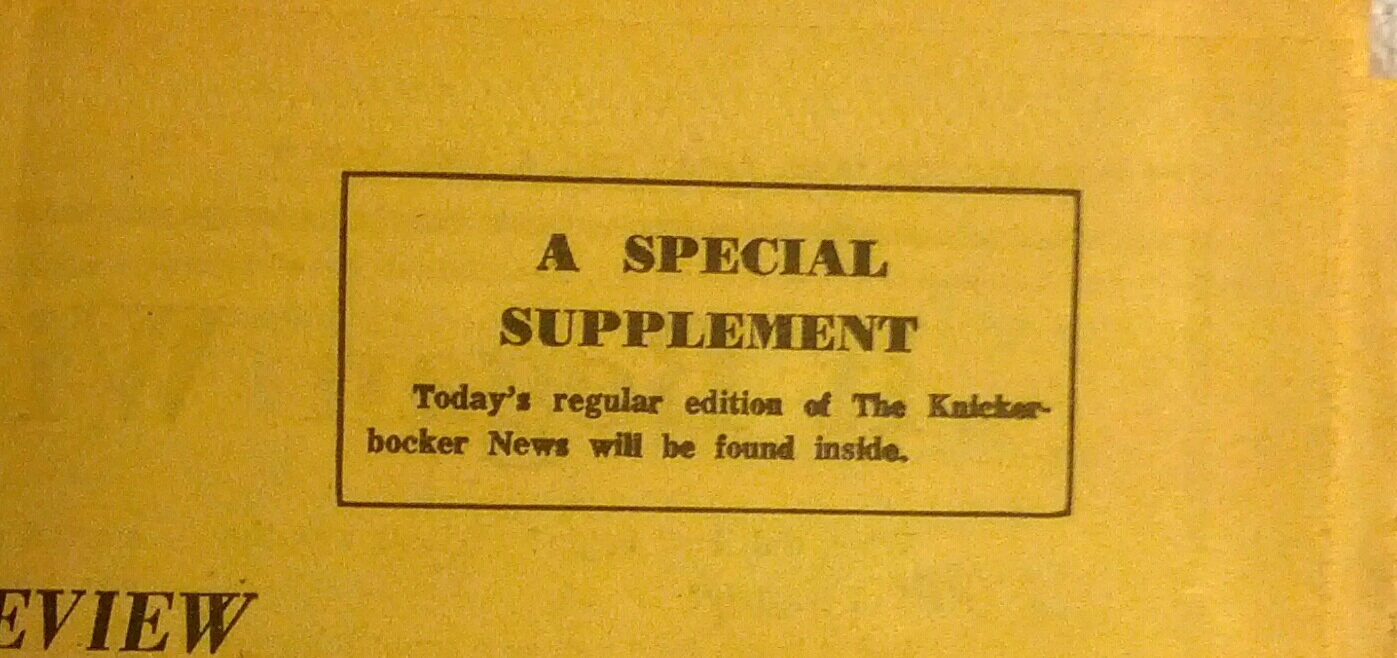 A SPECIAL
SUPPLEMENT
Today's regular edition of The Knicker-
bocker News will be found inside.
EVIEW